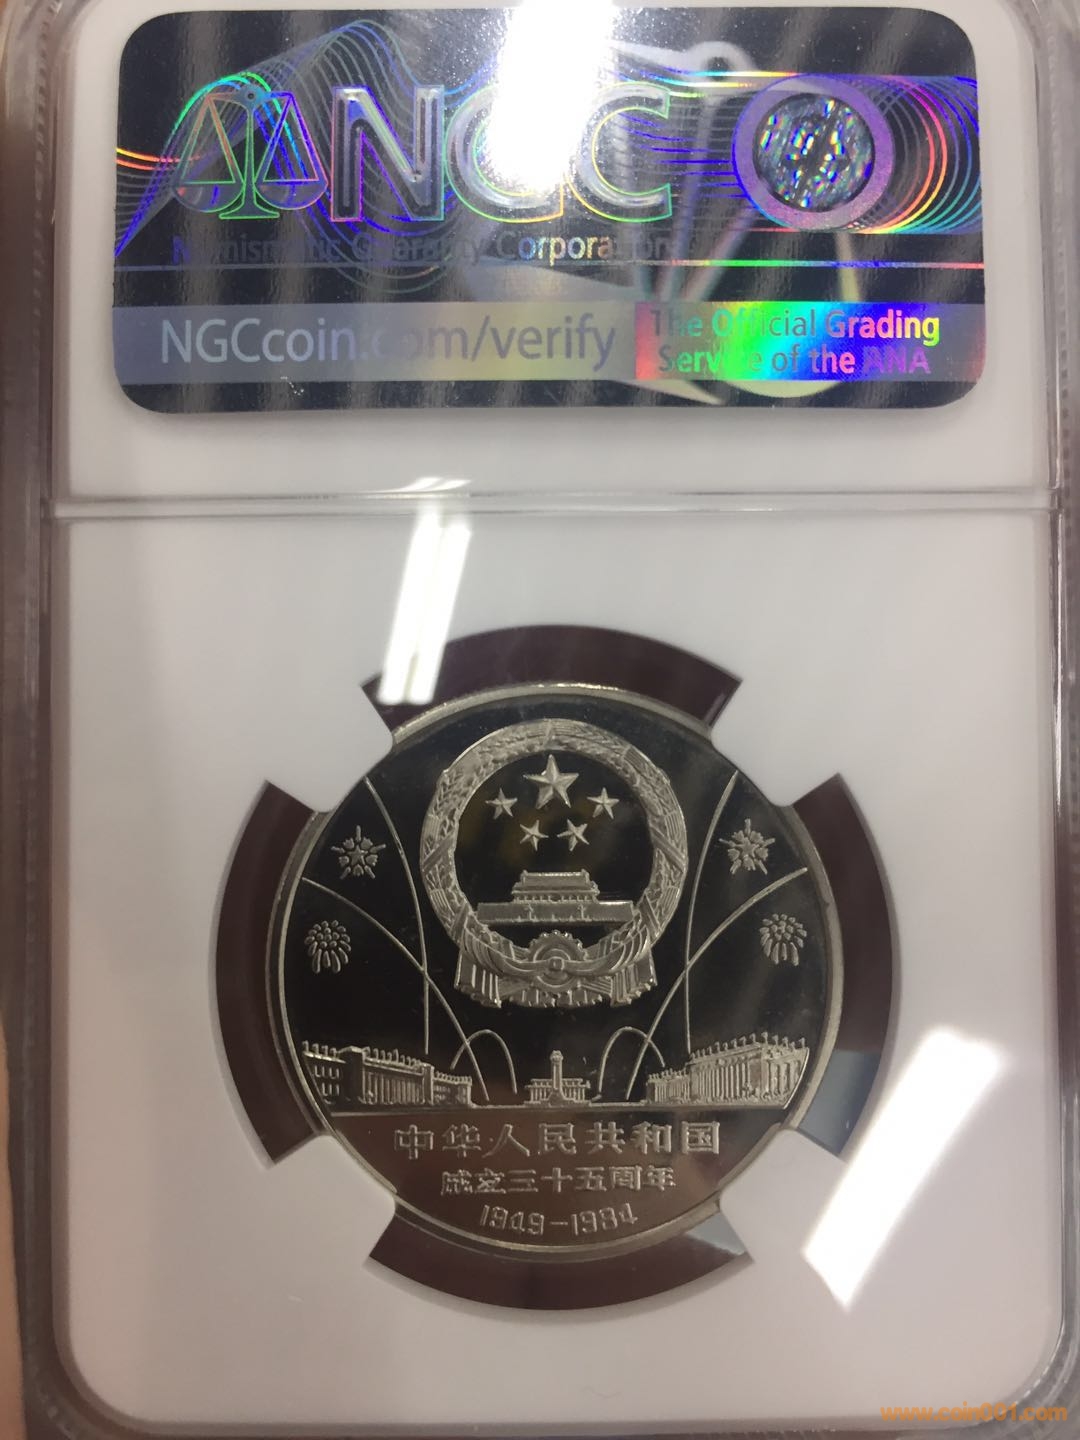 NGC
Numismatic Guaranty Corporation
NGCcoin.com/verify
The Official Grading
Service of the ANA
中华人民共和国
成立三十五周年
1949-1984
www.coin001.com